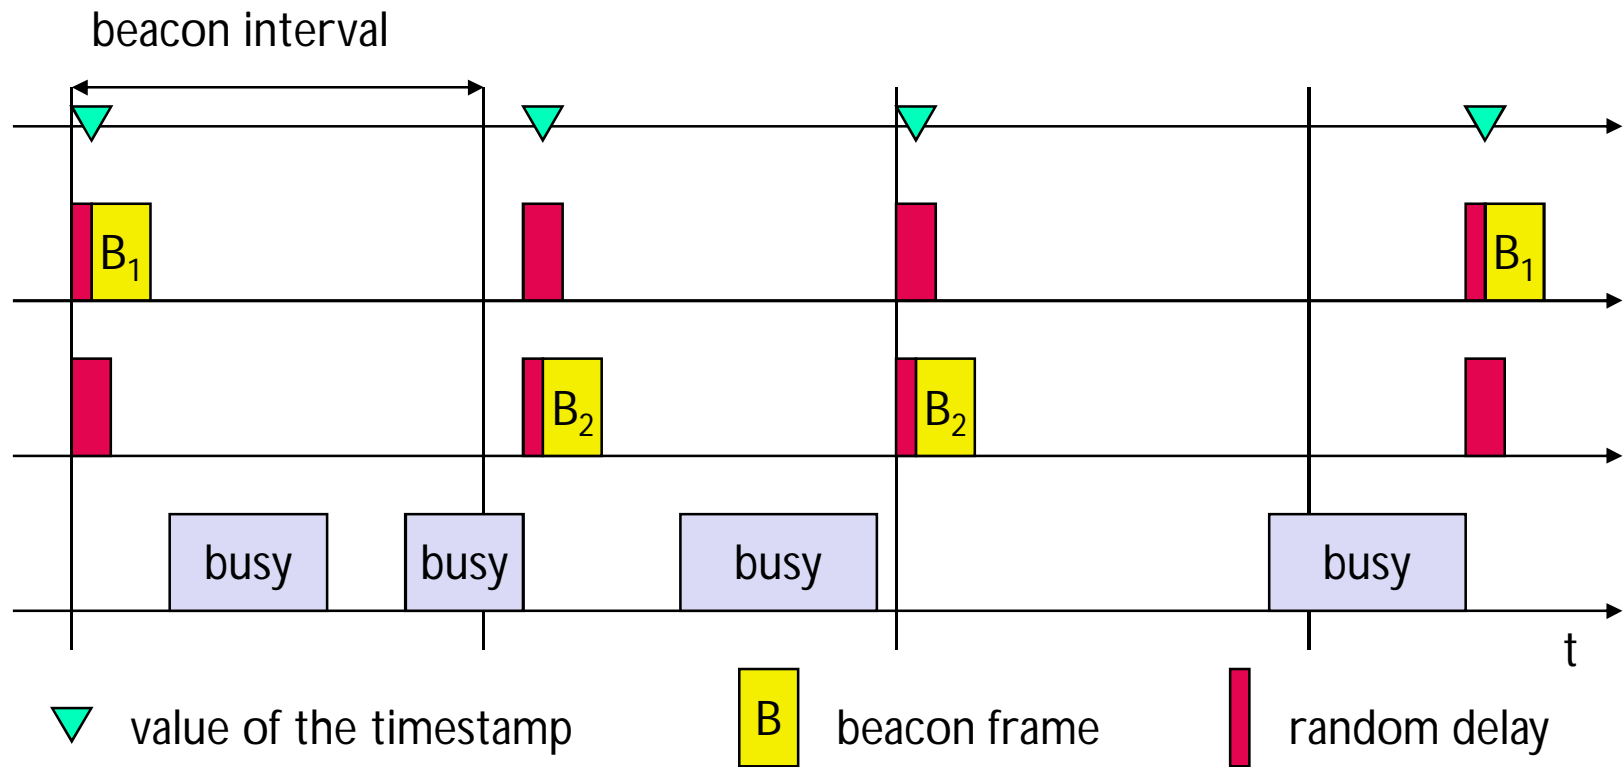 beacon interval
B₁
B₁
B₂
B₂
busy
busy
busy
busy
t
value of the timestamp
B
beacon frame
random delay